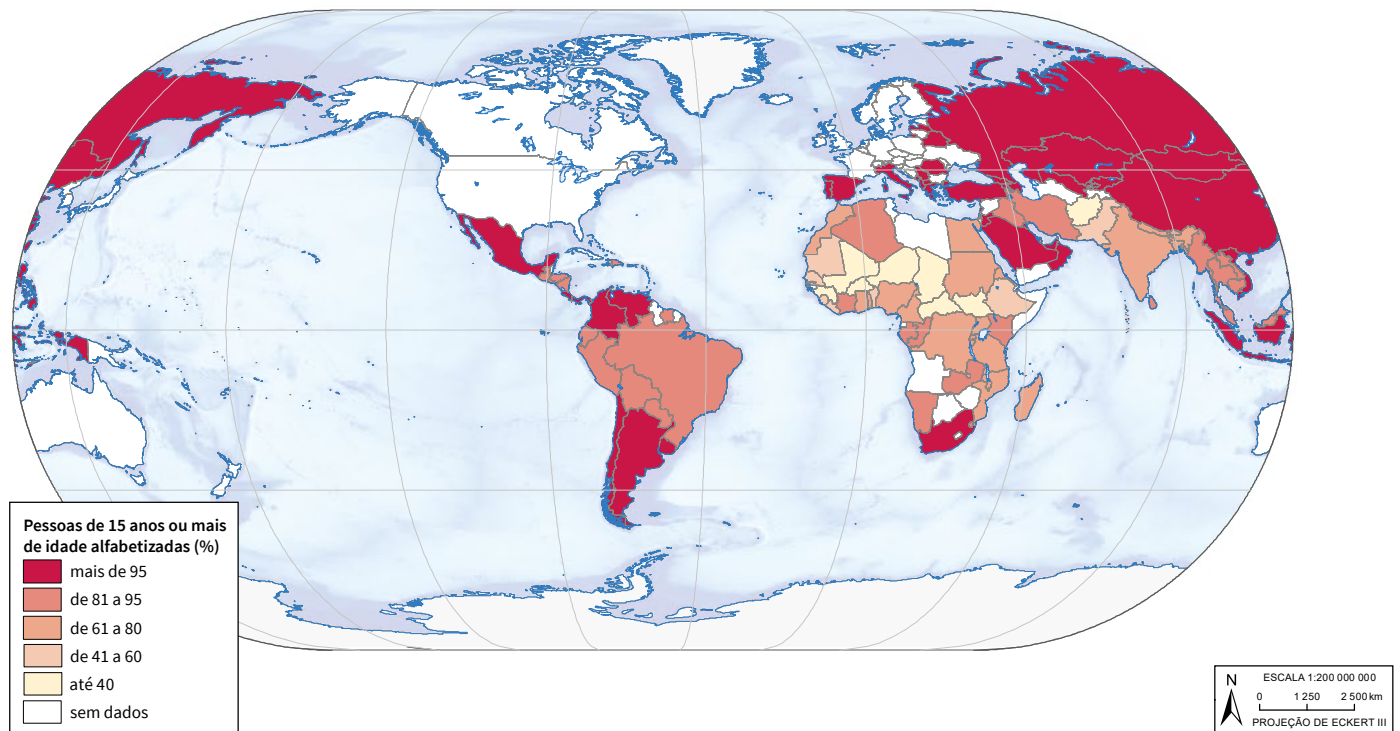 Pessoas de 15 anos ou mais
de idade alfabetizadas (%)
mais de 95
de 81 a 95
de 61 a 80
de 41 a 60
até 40
sem dados
N
ESCALA 1:200 000 000
0 1 250 2 500 km
PROJEÇÃO DE ECKERT III